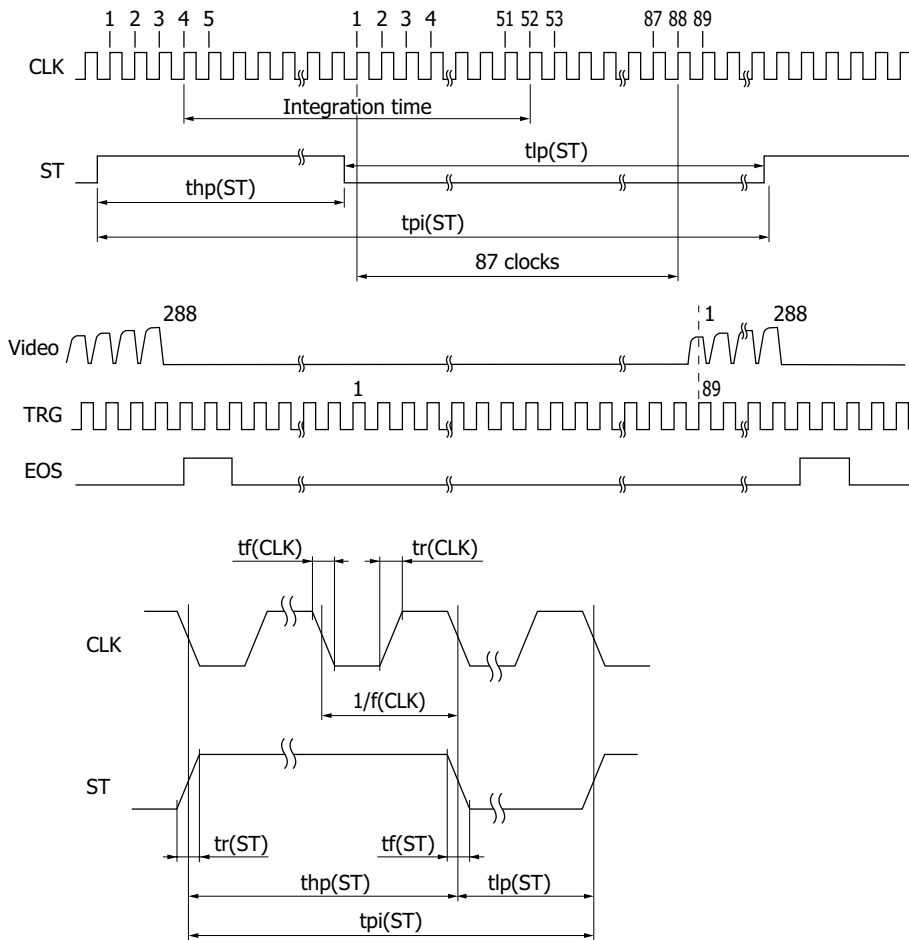 1 2 3 4 5 1 2 3 4 51 52 53 87 88 89
CLK
Integration time
ST
tlp(ST)
thp(ST)
tpi(ST)
87 clocks
288 1 288
Video
1 89
TRG
EOS
tf(CLK) tr(CLK)
CLK
1/f(CLK)
ST
tr(ST) tf(ST)
thp(ST) tlp(ST)
tpi(ST)